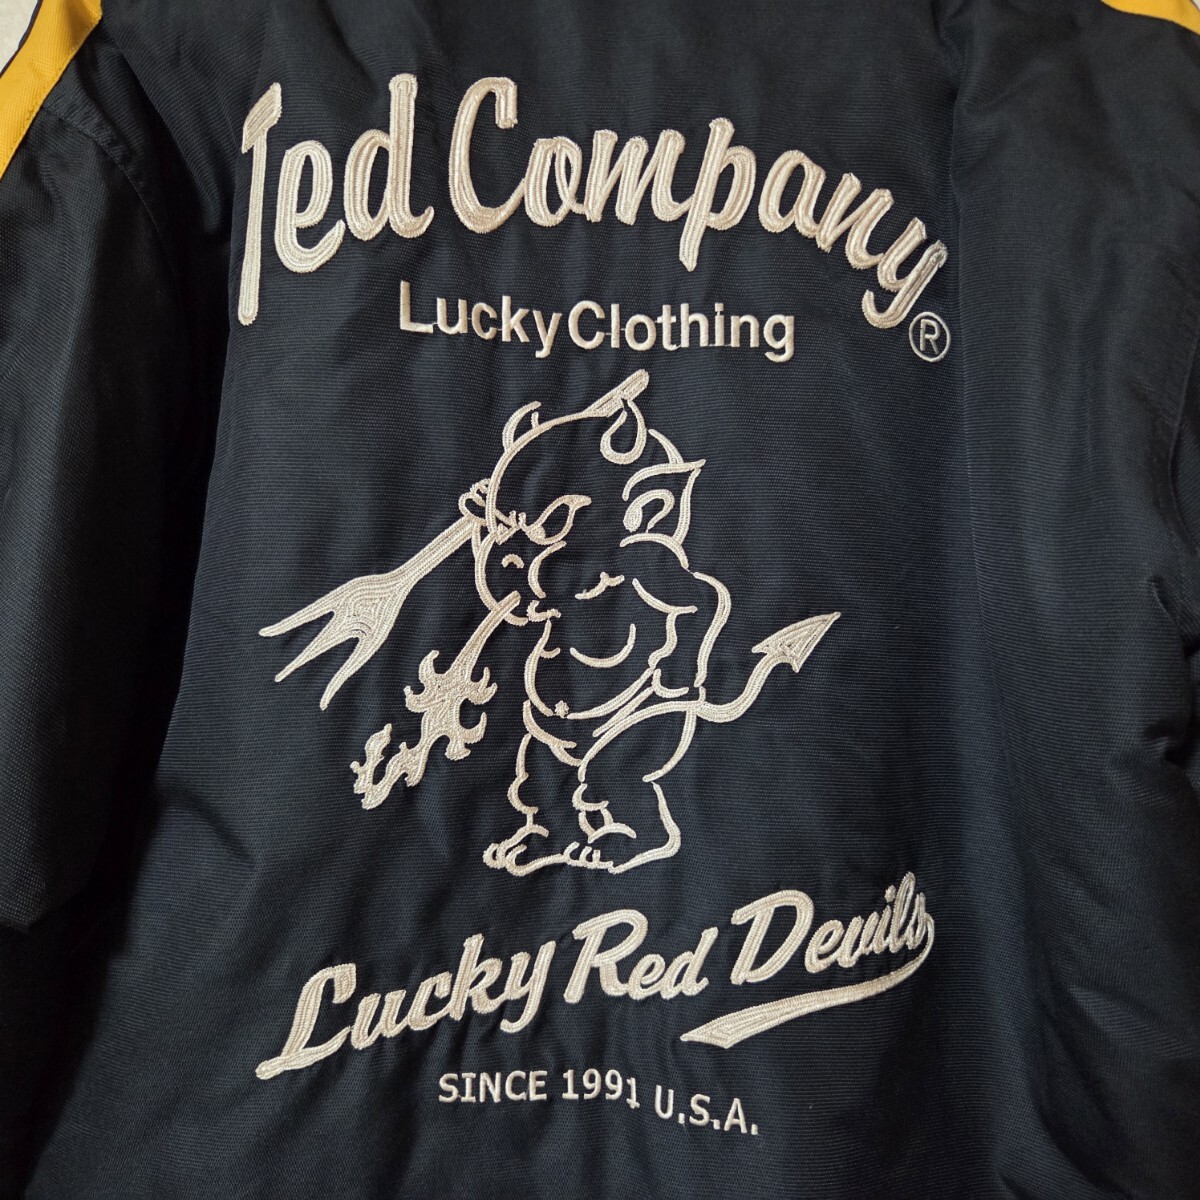 Ted Company
®
Lucky Clothing
Lucky Red Devils
SINCE 1991 U.S.A.